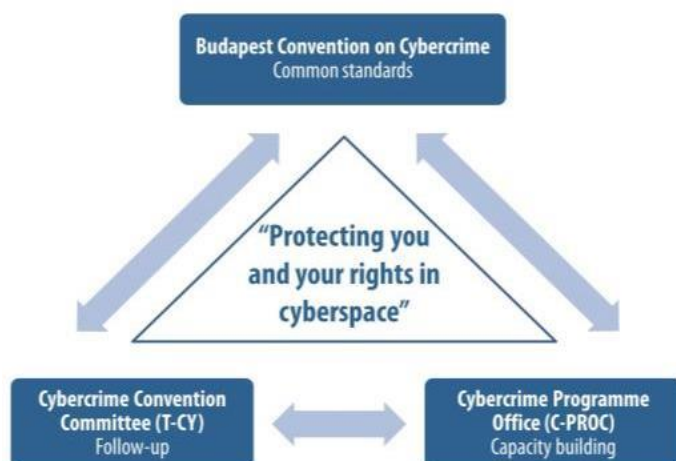 Budapest Convention on Cybercrime
Common standards
“Protecting you
and your rights in
cyberspace”
Cybercrime Convention
Committee (T-CY)
Follow-up
Cybercrime Programme
Office (C-PROC)
Capacity building